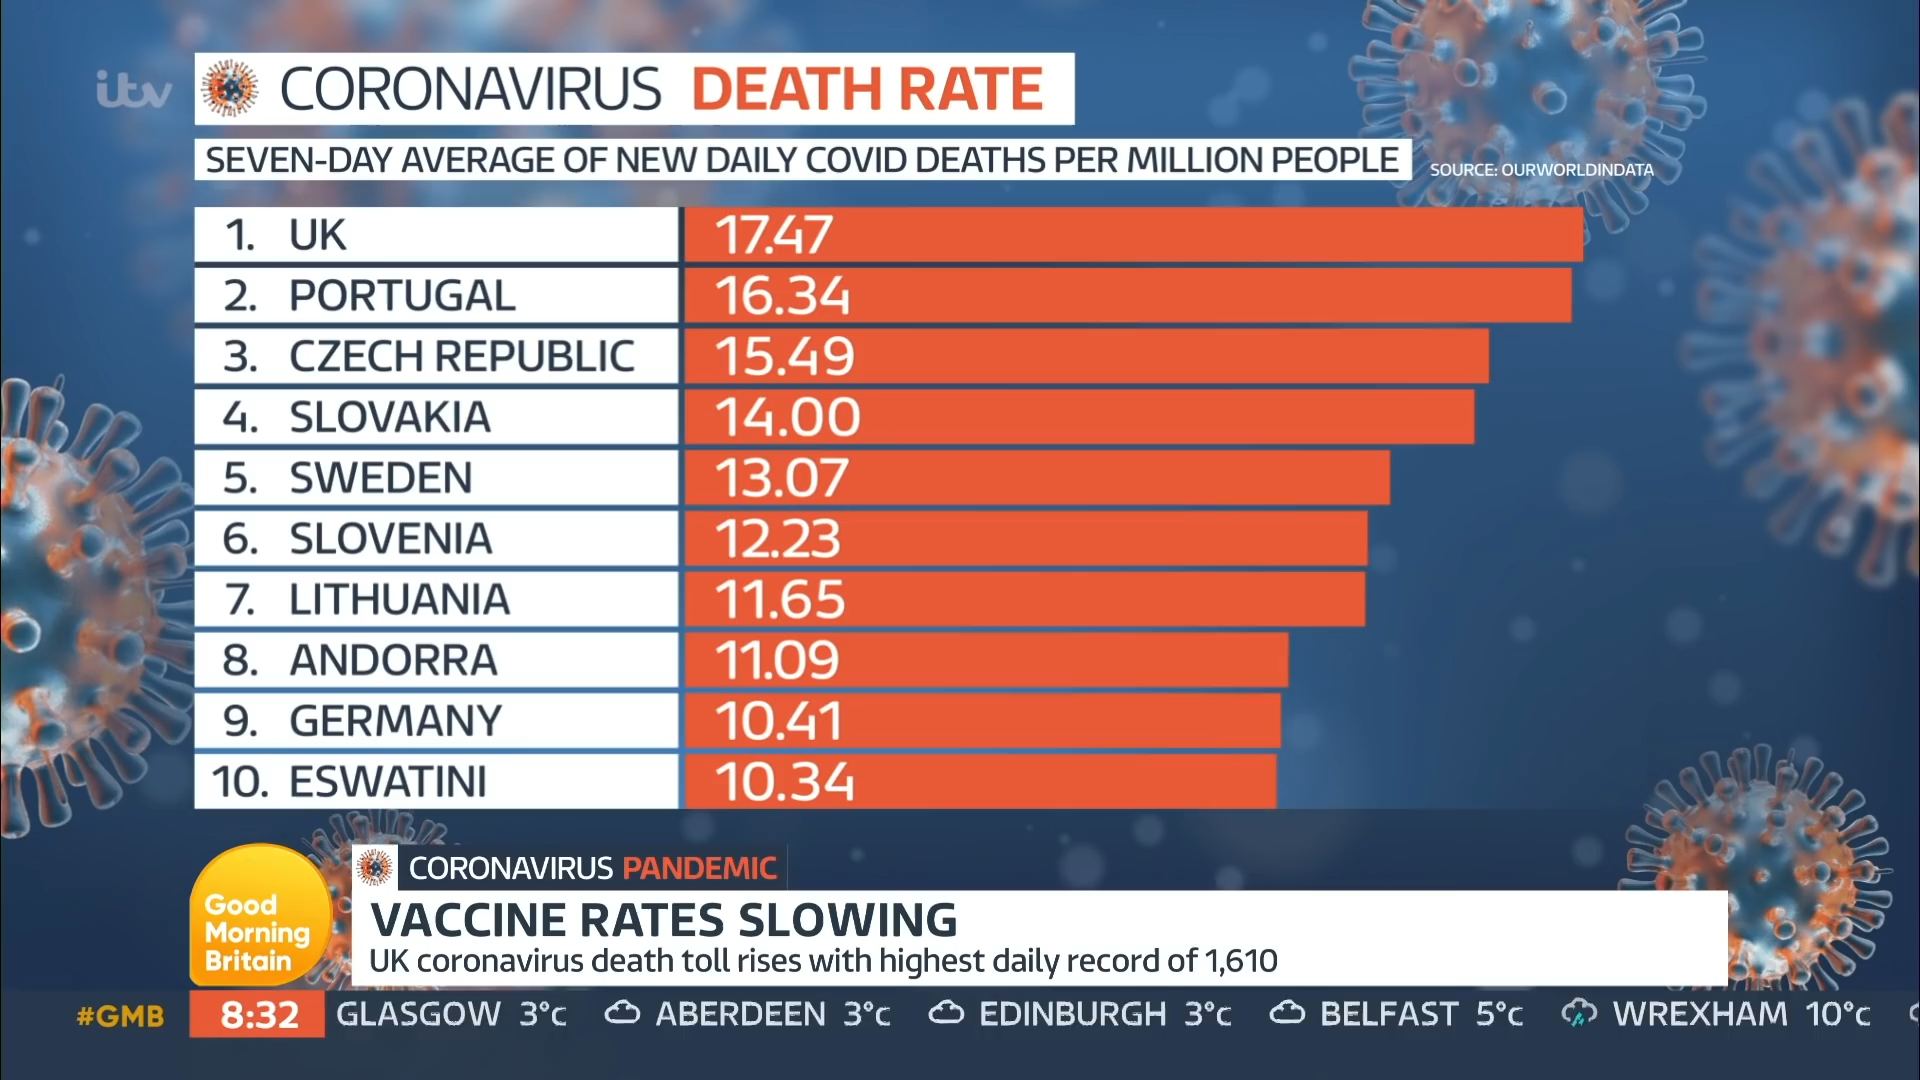 itv
CORONAVIRUS DEATH RATE
SEVEN-DAY AVERAGE OF NEW DAILY COVID DEATHS PER MILLION PEOPLE
SOURCE: OURWORLDINDATA
1. UK 17.47
2. PORTUGAL 16.34
3. CZECH REPUBLIC 15.49
4. SLOVAKIA 14.00
5. SWEDEN 13.07
6. SLOVENIA 12.23
7. LITHUANIA 11.65
8. ANDORRA 11.09
9. GERMANY 10.41
10. ESWATINI 10.34
CORONAVIRUS PANDEMIC
Good
Morning
Britain
VACCINE RATES SLOWING
UK coronavirus death toll rises with highest daily record of 1,610
#GMB 8:32 GLASGOW 3°c ABERDEEN 3°c EDINBURGH 3°c BELFAST 5°c WREXHAM 10°c